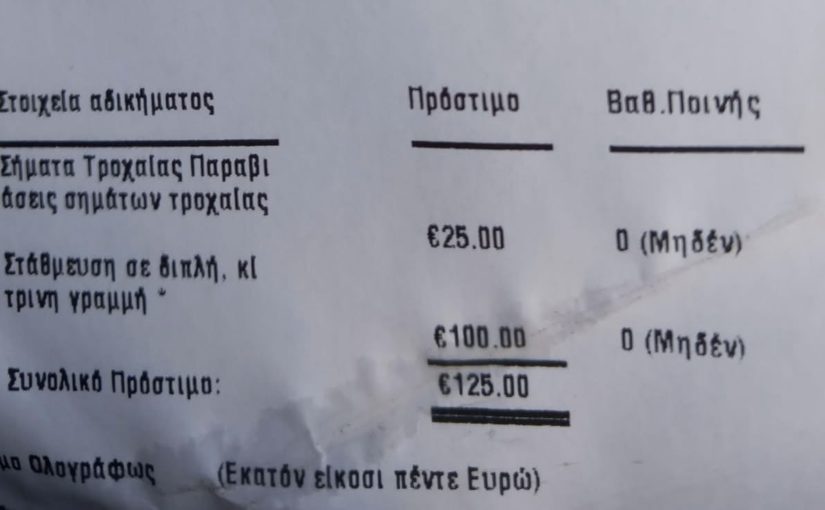 Στοιχεία αδικήματος Πρόστιμο Βαθ.Ποινής
Σήματα Τροχαίας Παραβι
άσεις σημάτων τροχαίας
€25.00 0 (Μηδέν)
Στάθμευση σε διπλή, κί
τρινη γραμμή *
€100.00 0 (Μηδέν)
Συνολικό Πρόστιμο: €125.00
Ολογράφως (Εκατόν είκοσι πέντε Ευρώ)